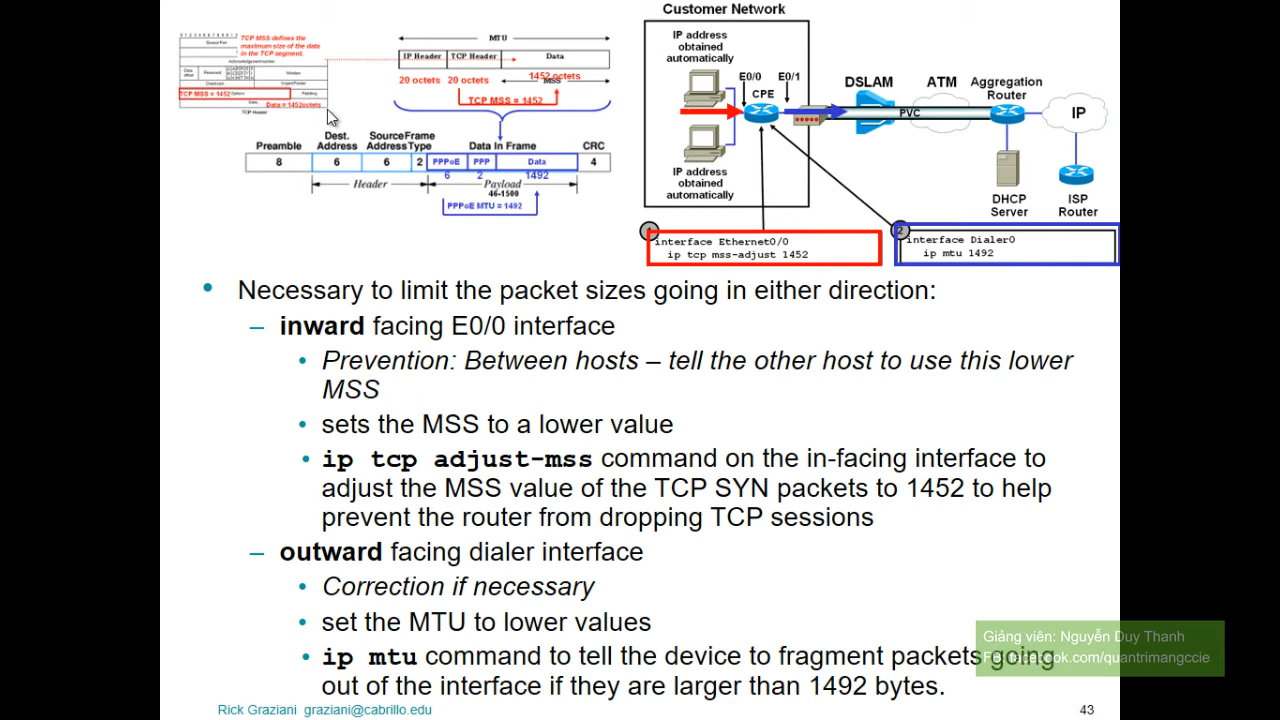 Customer Network
TCP MSS defines the
maximum size of the data
in the TCP segment.
Acknowledgement number
Window
TCP MSS = 1452
Padding
Data = 1452octets
TCP Header
MTU
IP Header TCP Header Data
20 octets 20 octets 1452 octets
MSS
TCP MSS = 1452
Preamble Dest. Address Source Address Frame Type Data In Frame CRC
8 6 6 2 PPPoE PPP Data 4
6 2 1492
Header Payload
46-1500
PPPoE MTU = 1492
IP address
obtained
automatically
E0/0 E0/1
CPE
DSLAM ATM Aggregation
Router
PVC
IP
IP address
obtained
automatically
DHCP
Server
ISP
Router
1
interface Ethernet0/0
ip tcp mss-adjust 1452
2
interface Dialer0
ip mtu 1492
• Necessary to limit the packet sizes going in either direction:
– inward facing E0/0 interface
• Prevention: Between hosts – tell the other host to use this lower
MSS
• sets the MSS to a lower value
• ip tcp adjust-mss command on the in-facing interface to
adjust the MSS value of the TCP SYN packets to 1452 to help
prevent the router from dropping TCP sessions
– outward facing dialer interface
• Correction if necessary
• set the MTU to lower values
• ip mtu command to tell the device to fragment packets going
out of the interface if they are larger than 1492 bytes.
Giảng viên: Nguyễn Duy Thanh
facebook.com/quantrimangccie
Rick Graziani graziani@cabrillo.edu
43